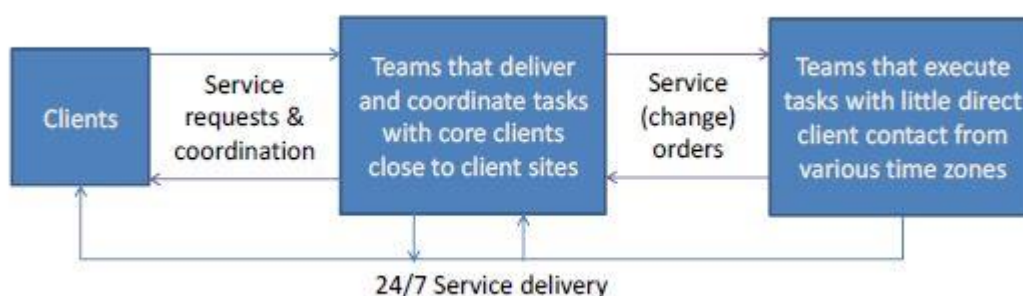 Clients
Service
requests &
coordination
Teams that deliver
and coordinate tasks
with core clients
close to client sites
Service
(change)
orders
Teams that execute
tasks with little direct
client contact from
various time zones
24/7 Service delivery